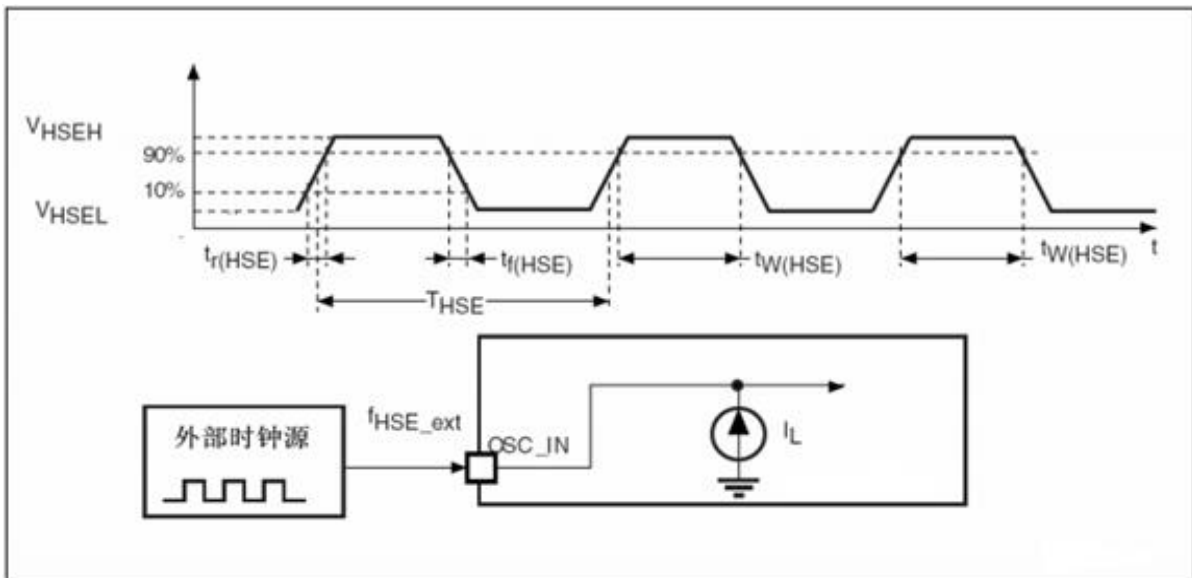 VHSEH
90%
10%
VHSEL
tr(HSE)
tf(HSE)
tW(HSE)
tW(HSE)
t
THSE
外部时钟源
fHSE_ext
OSC_IN
IL